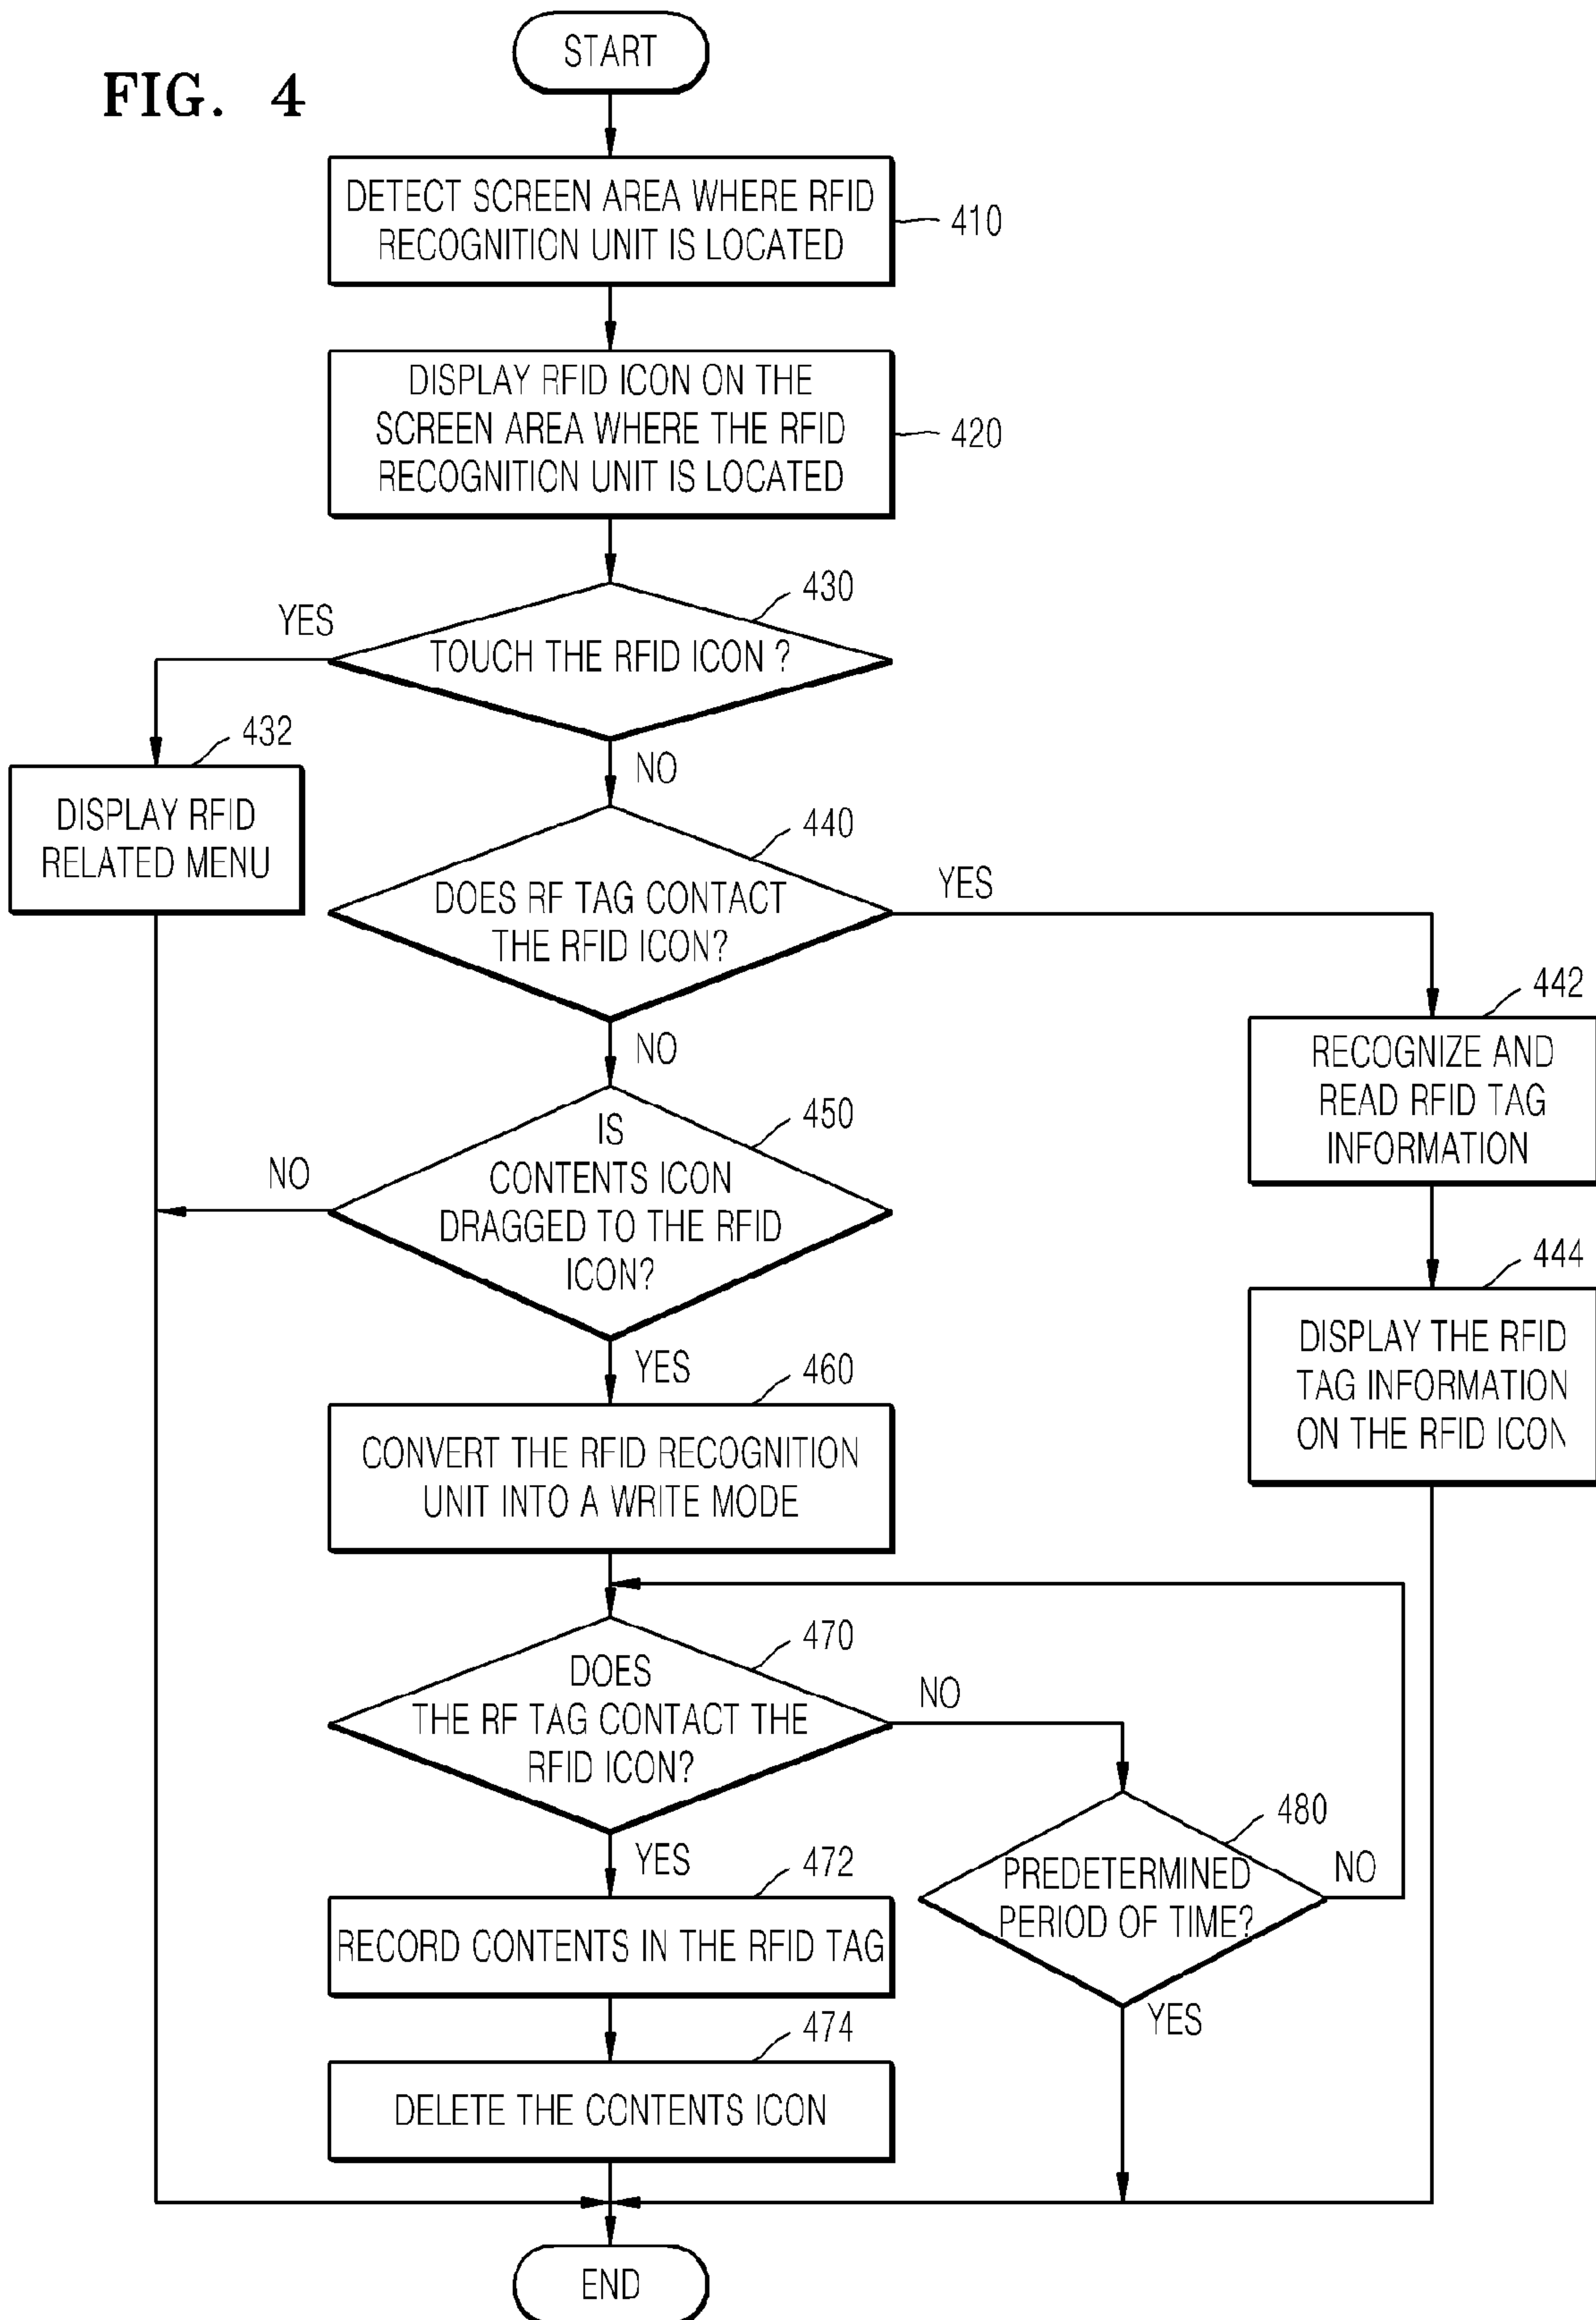 START
FIG. 4
DETECT SCREEN AREA WHERE RFID
RECOGNITION UNIT IS LOCATED
410
DISPLAY RFID ICON ON THE
SCREEN AREA WHERE THE RFID
RECOGNITION UNIT IS LOCATED
420
430
YES
TOUCH THE RFID ICON ?
432
NO
DISPLAY RFID
RELATED MENU
440
YES
DOES RF TAG CONTACT
THE RFID ICON?
442
NO
RECOGNIZE AND
READ RFID TAG
INFORMATION
450
IS
CONTENTS ICON
DRAGGED TO THE RFID
ICON?
NO
444
DISPLAY THE RFID
TAG INFORMATION
ON THE RFID ICON
YES
460
CONVERT THE RFID RECOGNITION
UNIT INTO A WRITE MODE
470
DOES
THE RF TAG CONTACT THE
RFID ICON?
NO
480
PREDETERMINED
PERIOD OF TIME?
NO
YES
472
RECORD CONTENTS IN THE RFID TAG
YES
474
DELETE THE CONTENTS ICON
END